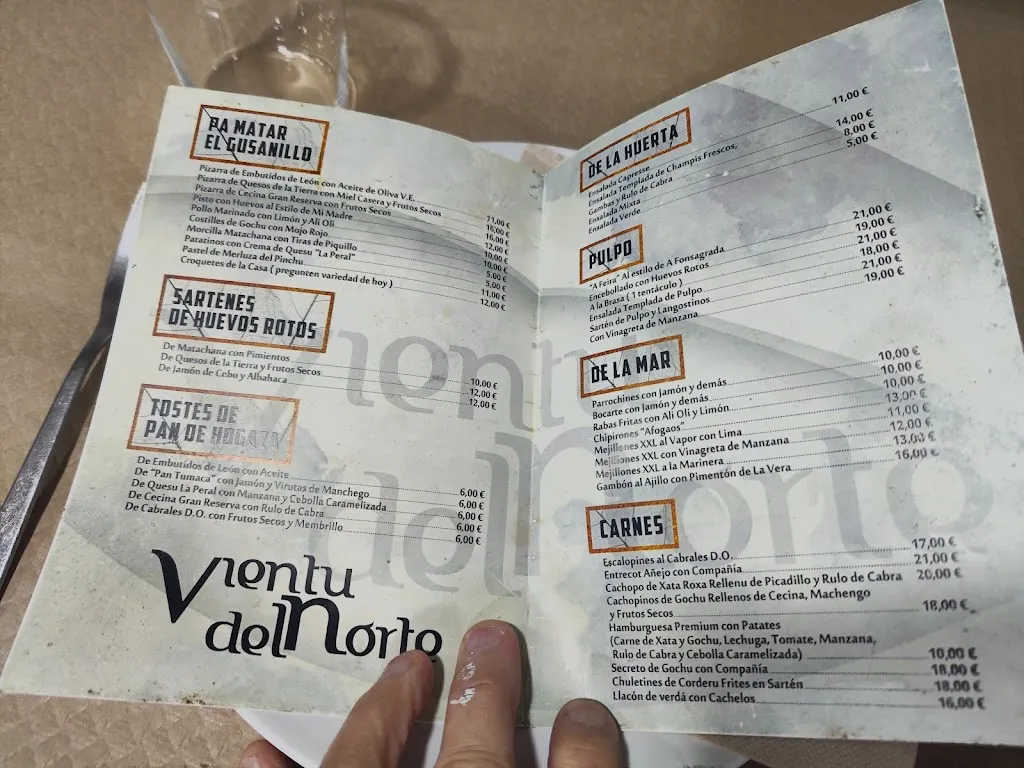 PA MATAR
EL GUSANILLO
Pizarra de Embutidos de León con Aceite de Oliva V.E. 11,00 €
Pizarra de Quesos de la Tierra con Miel Casera y Frutos Secos 16,00 €
Pizarra de Cecina Gran Reserva con Frutos Secos 16,00 €
Pisto con Huevos al Estilo de Mi Madre 12,00 €
Pollo Marinado con Limón y Ali Oli 10,00 €
Costilles de Gochu con Mojo Rojo 10,00 €
Morcilla Matachana con Tiras de Piquillo 5,00 €
Patatinos con Crema de Quesu "La Peral" 5,00 €
Pastel de Merluza del Pinchu 11,00 €
Croquetes de la Casa ( pregunten variedad de hoy ) 12,00 €
SARTENES
DE HUEVOS ROTOS
De Matachana con Pimientos 10,00 €
De Quesos de la Tierra y Frutos Secos 12,00 €
De Jamón de Cebo y Albahaca 12,00 €
TOSTES DE
PAN DE HOGAZA
De Embutidos de León con Aceite 6,00 €
De "Pan Tumaca" con Jamón y Virutas de Manchego 6,00 €
De Quesu La Peral con Manzana y Cebolla Caramelizada 6,00 €
De Cecina Gran Reserva con Rulo de Cabra 6,00 €
De Cabrales D.O. con Frutos Secos y Membrillo 6,00 €
Vientu
del Norto
DE LA HUERTA
Ensalada Capresse 11,00 €
Ensalada Templada de Champis Frescos,
Gambas y Rulo de Cabra 14,00 €
Ensalada Mixta 8,00 €
Ensalada Verde 5,00 €
PULPO
"A Feira" Al estilo de A Fonsagrada 21,00 €
Encebollado con Huevos Rotos 19,00 €
A la Brasa ( 1 tentáculo ) 21,00 €
Ensalada Templada de Pulpo 18,00 €
Sartén de Pulpo y Langostinos 21,00 €
Con Vinagreta de Manzana 19,00 €
DE LA MAR
Parrochines con Jamón y demás 10,00 €
Bocarte con Jamón y demás 10,00 €
Rabas Fritas con Ali Oli y Limón 10,00 €
Chipirones "Afogaos" 13,00 €
Mejillones XXL al Vapor con Lima 11,00 €
Mejillones XXL con Vinagreta de Manzana 12,00 €
Mejillones XXL a la Marinera 13,00 €
Gambón al Ajillo con Pimentón de La Vera 16,00 €
CARNES
Escalopines al Cabrales D.O. 17,00 €
Entrecot Añejo con Compañía 21,00 €
Cachopo de Xata Roxa Rellenu de Picadillo y Rulo de Cabra 20,00 €
Cachopinos de Gochu Rellenos de Cecina, Machengo
y Frutos Secos 18,00 €
Hamburguesa Premium con Patates
(Carne de Xata y Gochu, Lechuga, Tomate, Manzana,
Rulo de Cabra y Cebolla Caramelizada) 10,00 €
Secreto de Gochu con Compañía 18,00 €
Chuletines de Corderu Frites en Sartén 18,00 €
Llacón de verdá con Cachelos 16,00 €
Vientu
del Norto